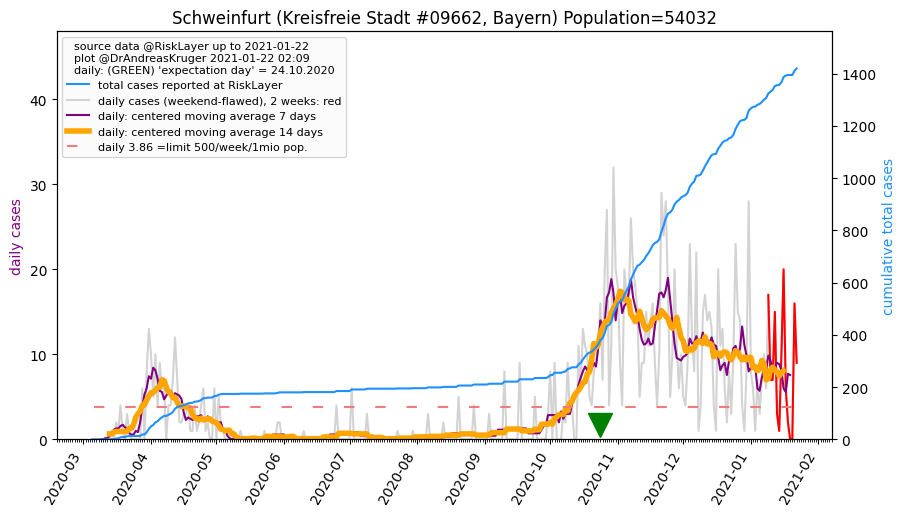 Schweinfurt (Kreisfreie Stadt #09662, Bayern) Population=54032
source data @RiskLayer up to 2021-01-22
plot @DrAndreasKruger 2021-01-22 02:09
daily: (GREEN) 'expectation day' = 24.10.2020
total cases reported at RiskLayer
daily cases (weekend-flawed), 2 weeks: red
daily: centered moving average 7 days
daily: centered moving average 14 days
daily 3.86 =limit 500/week/1mio pop.
daily cases
40
30
20
10
0
cumulative total cases
1400
1200
1000
800
600
400
200
0
2020-03
2020-04
2020-05
2020-06
2020-07
2020-08
2020-09
2020-10
2020-11
2020-12
2021-01
2021-02